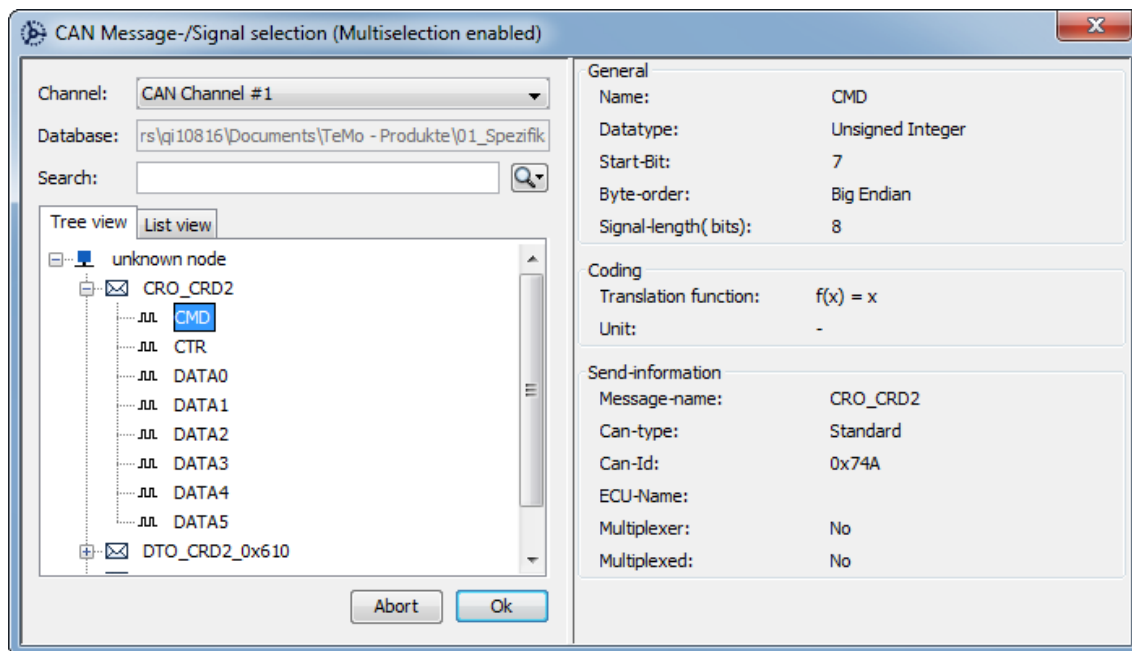 CAN Message-/Signal selection (Multiselection enabled)
Channel: CAN Channel #1
Database: rs\qi10816\Documents\TeMo - Produkte\01_Spezifik
Search:
Tree view List view
unknown node
CRO_CRD2
CMD
CTR
DATA0
DATA1
DATA2
DATA3
DATA4
DATA5
DTO_CRD2_0x610
Abort Ok
General
Name: CMD
Datatype: Unsigned Integer
Start-Bit: 7
Byte-order: Big Endian
Signal-length( bits): 8
Coding
Translation function: f(x) = x
Unit: -
Send-information
Message-name: CRO_CRD2
Can-type: Standard
Can-Id: 0x74A
ECU-Name:
Multiplexer: No
Multiplexed: No